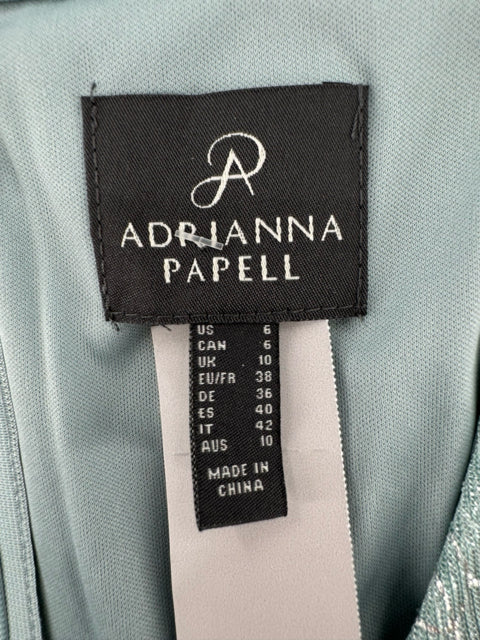 ADRIANNA
PAPELL
US 6
CAN 6
UK 10
EU/FR 38
DE 36
ES 40
IT 42
AUS 10
MADE IN
CHINA